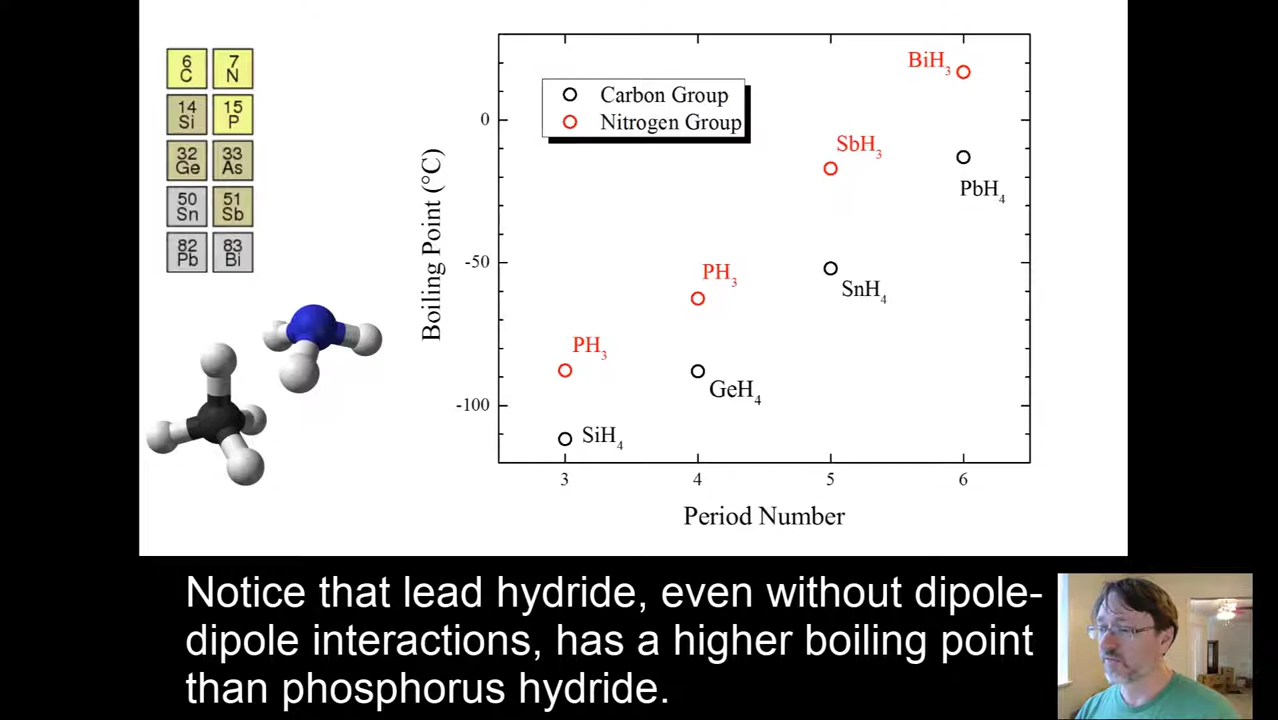 6 7
C N
14 15
Si P
32 33
Ge As
50 51
Sn Sb
82 83
Pb Bi
Carbon Group
Nitrogen Group
BiH₃
0
SbH₃
PbH₄
-50
PH₃
SnH₄
PH₃
GeH₄
-100
SiH₄
3 4 5 6
Boiling Point (°C)
Period Number
Notice that lead hydride, even without dipole-
dipole interactions, has a higher boiling point
than phosphorus hydride.